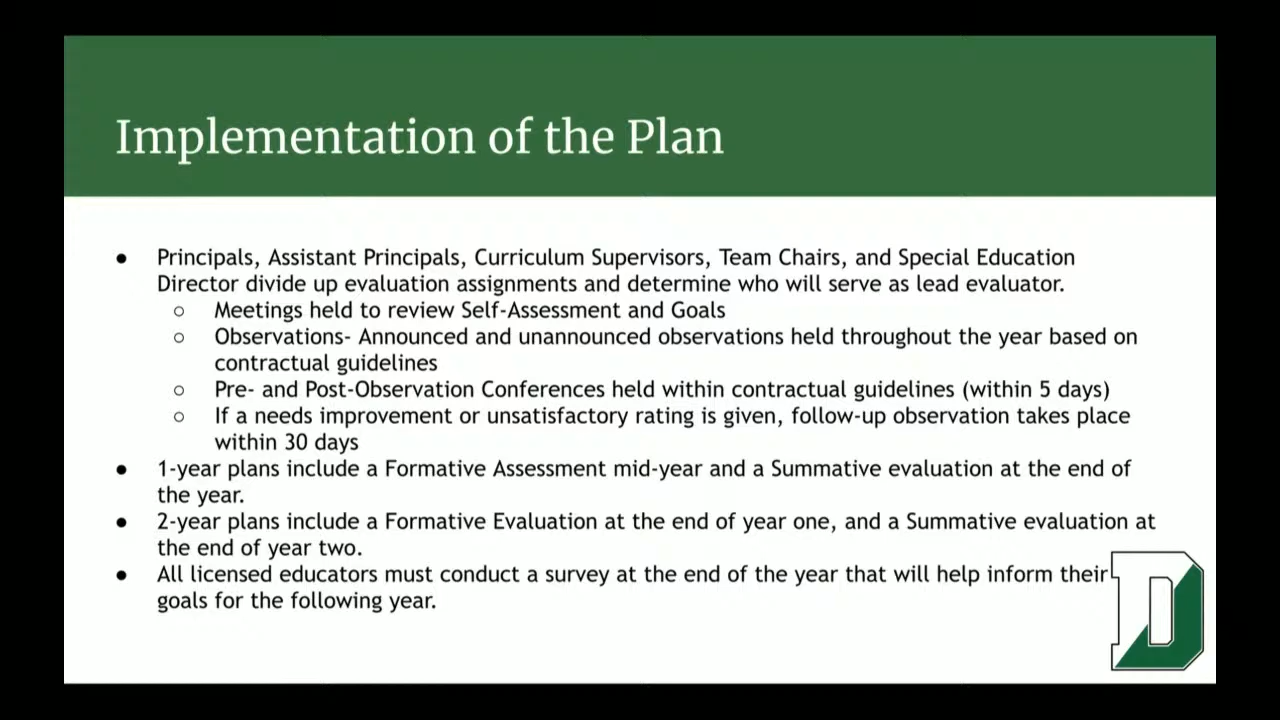 Implementation of the Plan
● Principals, Assistant Principals, Curriculum Supervisors, Team Chairs, and Special Education
Director divide up evaluation assignments and determine who will serve as lead evaluator.
○ Meetings held to review Self-Assessment and Goals
○ Observations- Announced and unannounced observations held throughout the year based on
contractual guidelines
○ Pre- and Post-Observation Conferences held within contractual guidelines (within 5 days)
○ If a needs improvement or unsatisfactory rating is given, follow-up observation takes place
within 30 days
● 1-year plans include a Formative Assessment mid-year and a Summative evaluation at the end of
the year.
● 2-year plans include a Formative Evaluation at the end of year one, and a Summative evaluation at
the end of year two.
● All licensed educators must conduct a survey at the end of the year that will help inform their
goals for the following year.
D